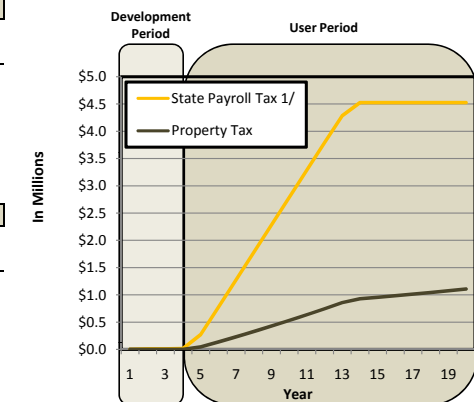 Development
Period
User Period
State Payroll Tax 1/
Property Tax
In Millions
$5.0
$4.5
$4.0
$3.5
$3.0
$2.5
$2.0
$1.5
$1.0
$0.5
$0.0
1 3 5 7 9 11 13 15 17 19
Year